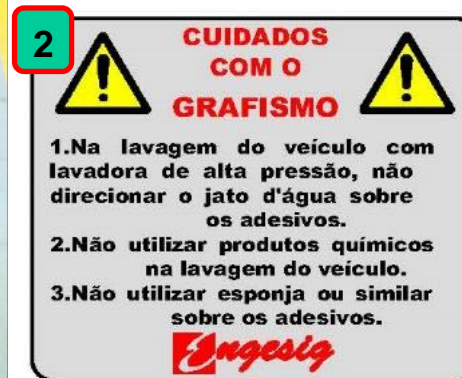 2
CUIDADOS
COM O
GRAFISMO
1.Na lavagem do veículo com
lavadora de alta pressão, não
direcionar o jato d'água sobre
os adesivos.
2.Não utilizar produtos químicos
na lavagem do veículo.
3.Não utilizar esponja ou similar
sobre os adesivos.
Engesig